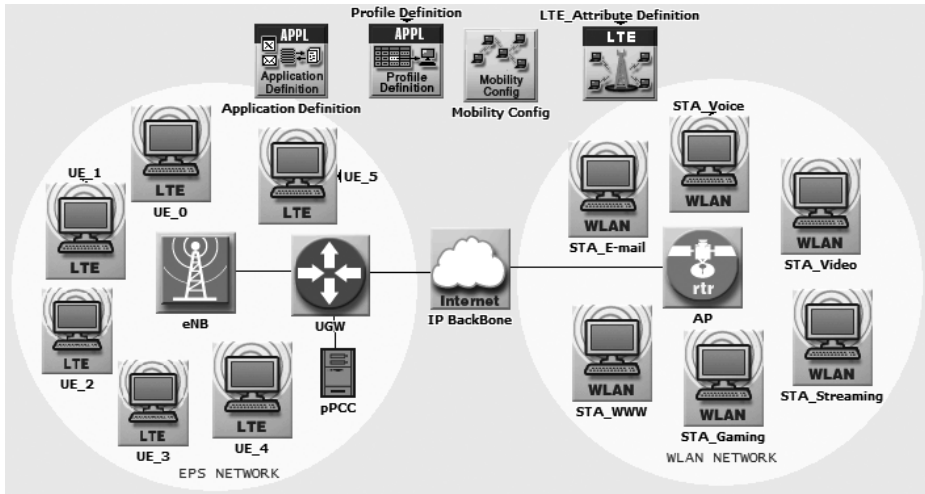 Profile Definition
LTE_Attribute Definition
APPL
Application
Definition
APPL
Profile
Definition
Mobility
Config
LTE
Application Definition
Mobility Config
STA_Voice
UE_1
LTE
UE_0
UE_5
LTE
WLAN
WLAN
STA_E-mail
WLAN
STA_Video
LTE
eNB
UGW
Internet
IP BackBone
rtr
AP
LTE
UE_2
LTE
UE_3
LTE
UE_4
pPCC
WLAN
STA_WWW
WLAN
STA_Gaming
WLAN
STA_Streaming
EPS NETWORK
WLAN NETWORK